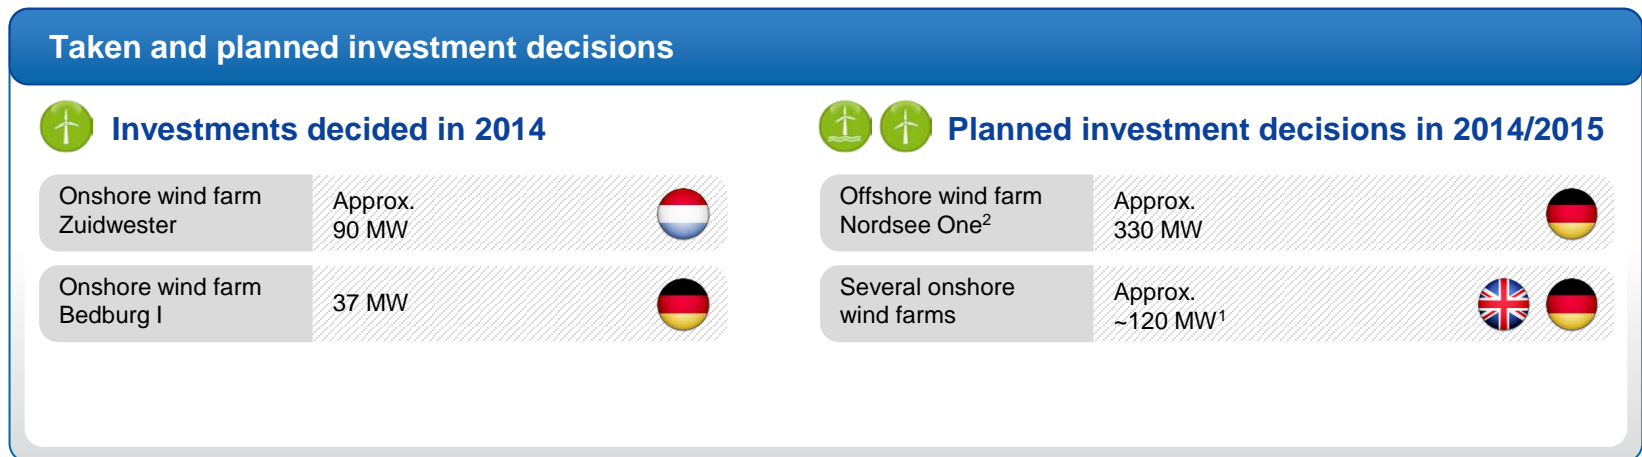 Taken and planned investment decisions
Investments decided in 2014
Onshore wind farm
Zuidwester
Approx.
90 MW
Onshore wind farm
Bedburg I
37 MW
Planned investment decisions in 2014/2015
Offshore wind farm
Nordsee One²
Approx.
330 MW
Several onshore
wind farms
Approx.
~120 MW¹